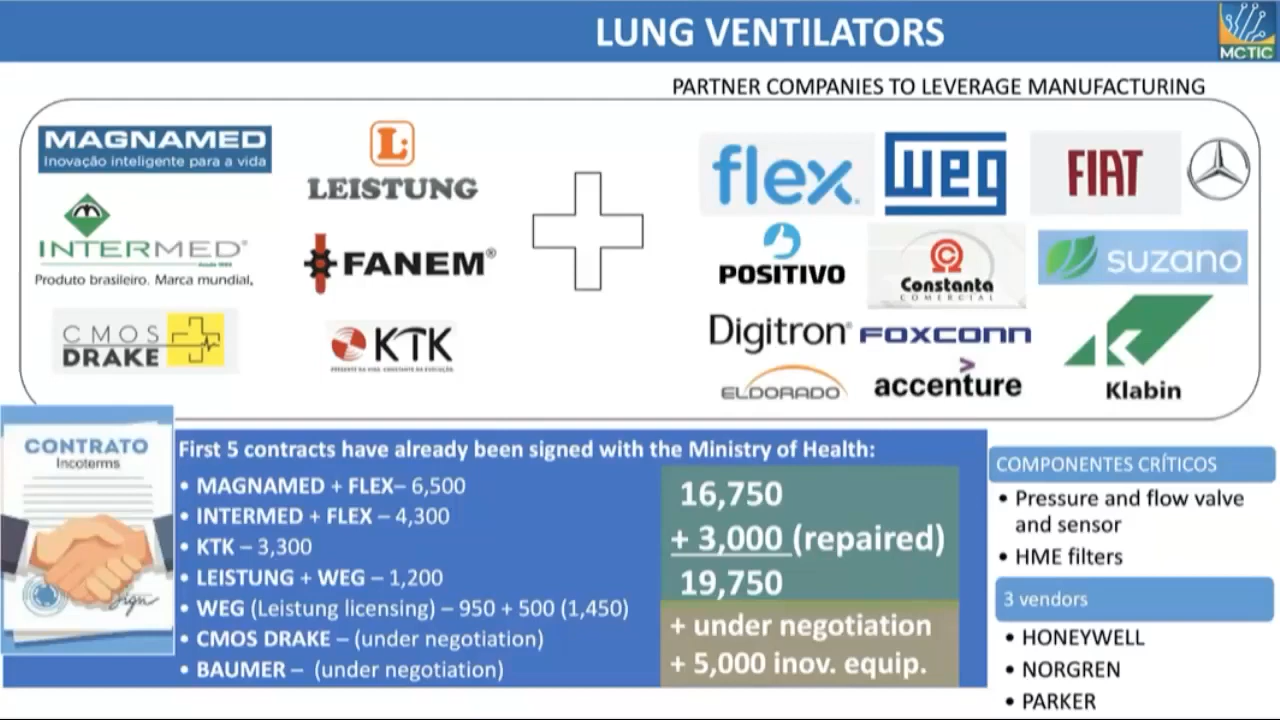 LUNG VENTILATORS
MCTIC
PARTNER COMPANIES TO LEVERAGE MANUFACTURING
MAGNAMED
Inovação inteligente para a vida
L
LEISTUNG
INTERMED®
desde 1985
Produto brasileiro. Marca mundial.
FANEM®
CMOS
DRAKE
KTK
flex.
weg
FIAT
POSITIVO
Constanta
COMERCIAL
suzano
Digitron
FOXCONN
ELDORADO
>
accenture
K
Klabin
CONTRATO
Incoterms
Sign
First 5 contracts have already been signed with the Ministry of Health:
• MAGNAMED + FLEX– 6,500
• INTERMED + FLEX – 4,300
• KTK – 3,300
• LEISTUNG + WEG – 1,200
• WEG (Leistung licensing) – 950 + 500 (1,450)
• CMOS DRAKE – (under negotiation)
• BAUMER – (under negotiation)
16,750
+ 3,000 (repaired)
19,750
+ under negotiation
+ 5,000 inov. equip.
COMPONENTES CRÍTICOS
• Pressure and flow valve
and sensor
• HME filters
3 vendors
• HONEYWELL
• NORGREN
• PARKER